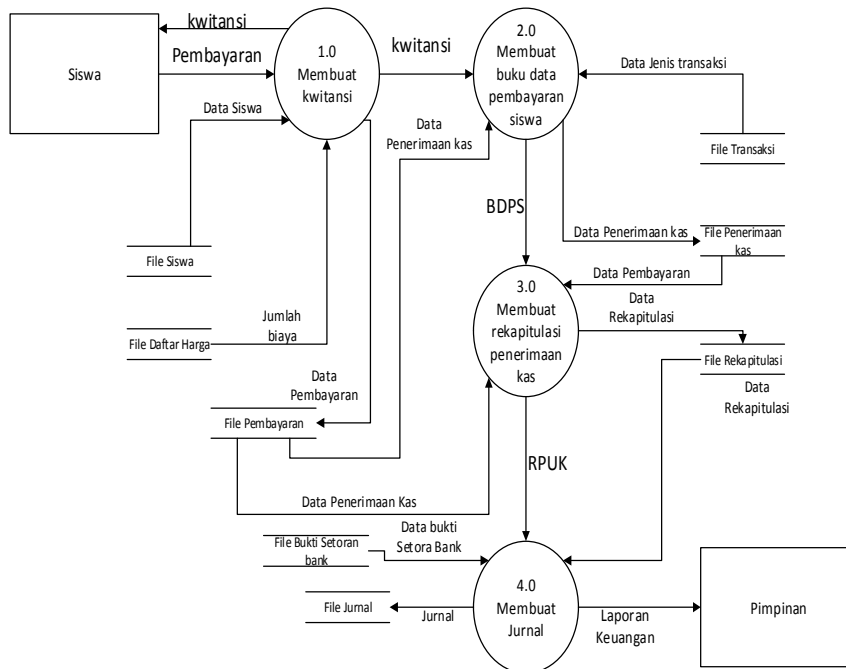 kwitansi
Siswa
Pembayaran
1.0
Membuat
kwitansi
kwitansi
2.0
Membuat
buku data
pembayaran
siswa
Data Jenis transaksi
Data Siswa
Data
Penerimaan kas
File Transaksi
BDPS
Data Penerimaan kas
File Penerimaan
kas
File Siswa
Data Pembayaran
3.0
Membuat
rekapitulasi
penerimaan
kas
Data
Rekapitulasi
Jumlah
biaya
File Daftar Harga
File Rekapitulasi
Data
Rekapitulasi
Data
Pembayaran
File Pembayaran
RPUK
Data Penerimaan Kas
File Bukti Setoran
bank
Data bukti
Setora Bank
4.0
Membuat
Jurnal
File Jurnal
Jurnal
Laporan
Keuangan
Pimpinan